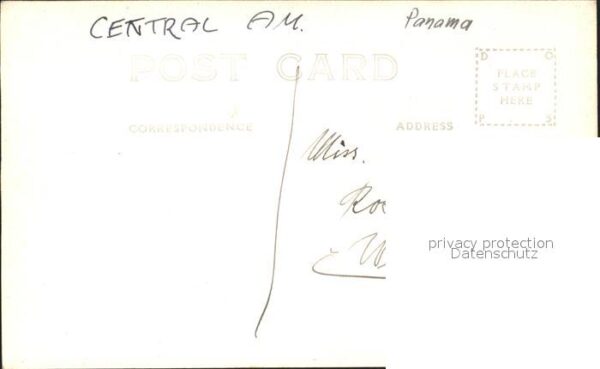 CENTRAL AM. Panama
POST CARD
D O
PLACE
STAMP
HERE
P S
CORRESPONDENCE ADDRESS
Miss.
privacy protection
Datenschutz